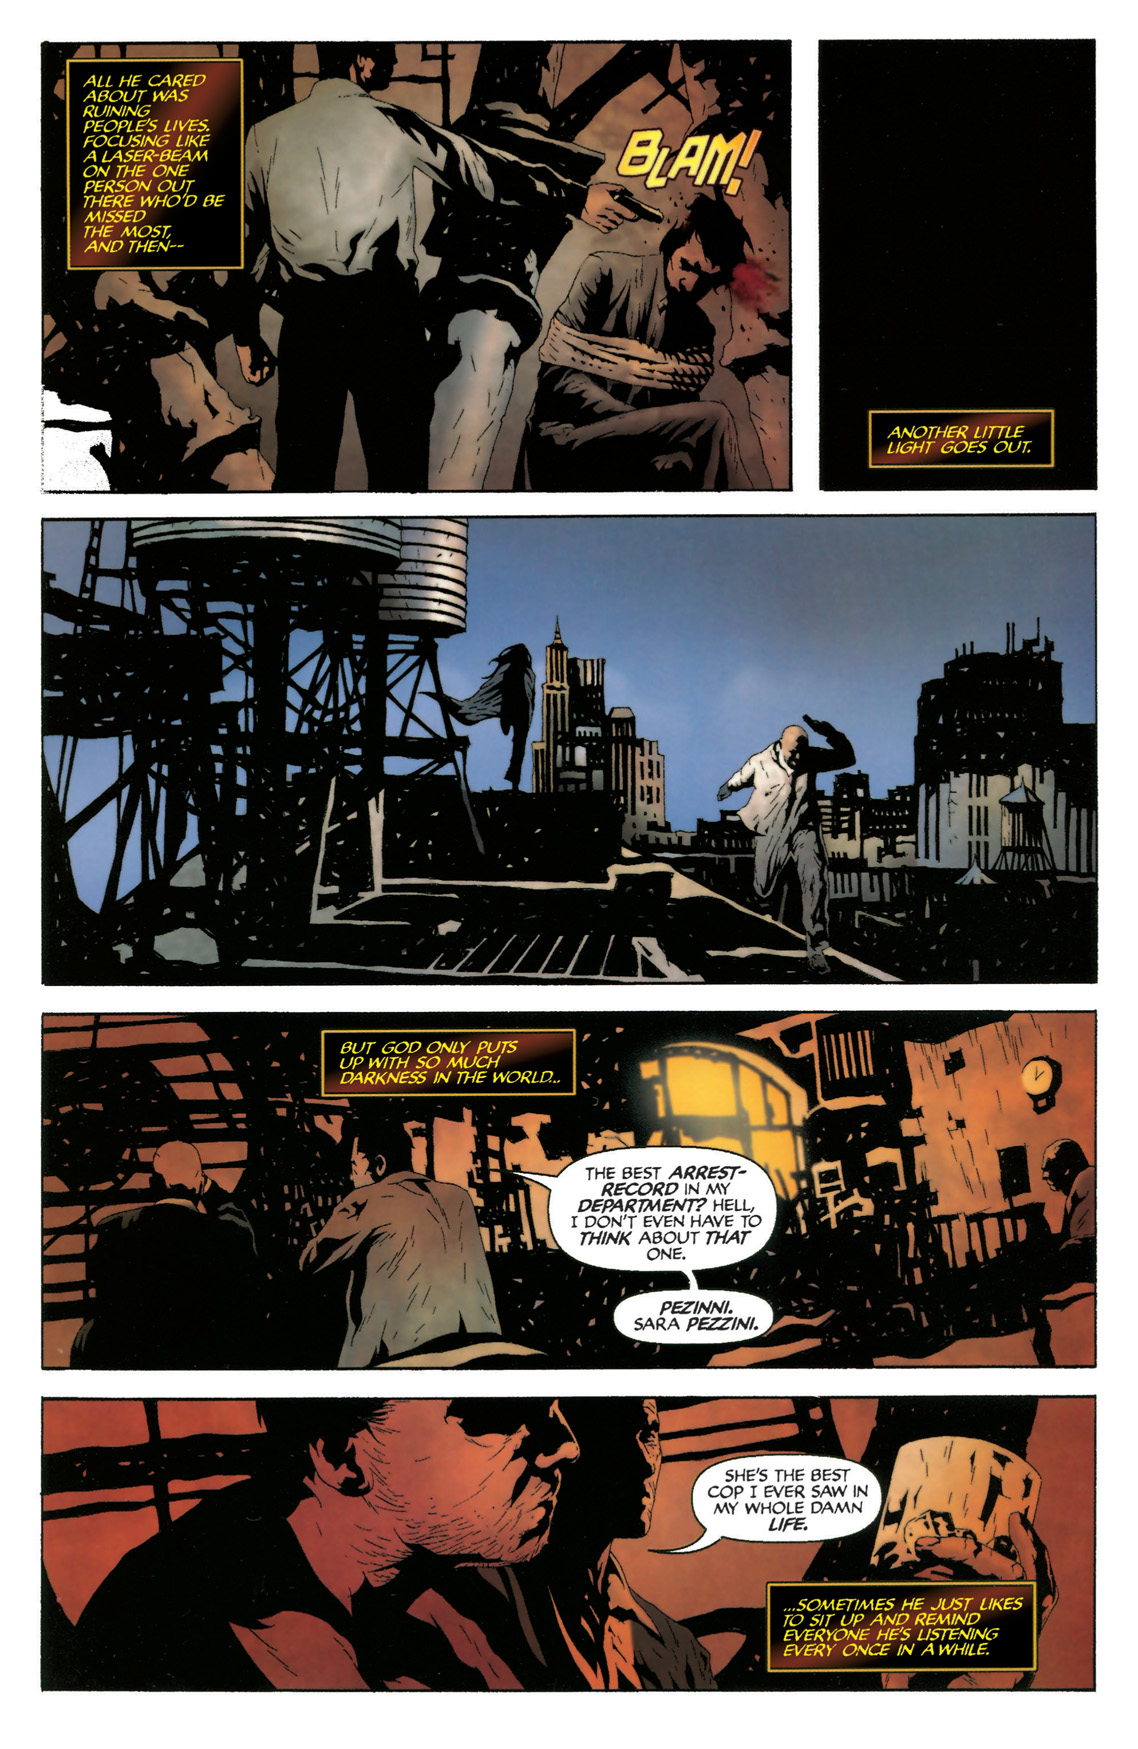 ALL HE CARED
ABOUT WAS
RUINING
PEOPLE'S LIVES.
FOCUSING LIKE
A LASER-BEAM
ON THE ONE
PERSON OUT
THERE WHO'D BE
MISSED
THE MOST,
AND THEN--
BLAM!
ANOTHER LITTLE
LIGHT GOES OUT.
BUT GOD ONLY PUTS
UP WITH SO MUCH
DARKNESS IN THE WORLD...
THE BEST ARREST-
RECORD IN MY
DEPARTMENT? HELL,
I DON'T EVEN HAVE TO
THINK ABOUT THAT
ONE.
PEZINNI.
SARA PEZZINI.
SHE'S THE BEST
COP I EVER SAW IN
MY WHOLE DAMN
LIFE.
...SOMETIMES HE JUST LIKES
TO SIT UP AND REMIND
EVERYONE HE'S LISTENING
EVERY ONCE IN A WHILE.